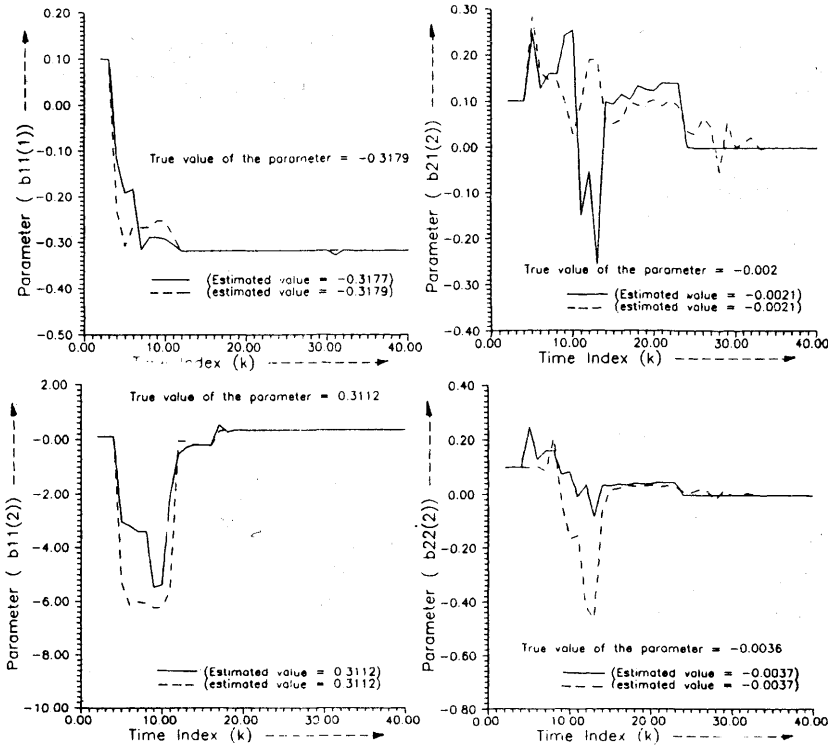 0.10
0.00
-0.10
-0.20
-0.30
-0.40
-0.50
Parameter ( b11(1))
True value of the parameter = -0.3179
(Estimated value = -0.3177)
(estimated value = -0.3179)
0.00 10.00 20.00 30.00 40.00
Time Index (k)
0.30
0.20
0.10
0.00
-0.10
-0.20
-0.30
-0.40
Parameter ( b21(2))
True value of the parameter = -0.002
(Estimated value = -0.0021)
(estimated value = -0.0021)
0.00 10.00 20.00 30.00 40.00
Time Index (k)
2.00
-0.00
-2.00
-4.00
-6.00
-8.00
-10.00
Parameter ( b11(2))
True value of the parameter = 0.3112
(Estimated value = 0.3112)
(estimated value = 0.3112)
0.00 10.00 20.00 30.00 40.00
Time Index (k)
0.40
0.20
0.00
-0.20
-0.40
-0.60
-0.80
Parameter ( b22(2))
True value of the parameter = -0.0036
(Estimated value = -0.0037)
(estimated value = -0.0037)
0.00 10.00 20.00 30.00 40.00
Time Index (k)